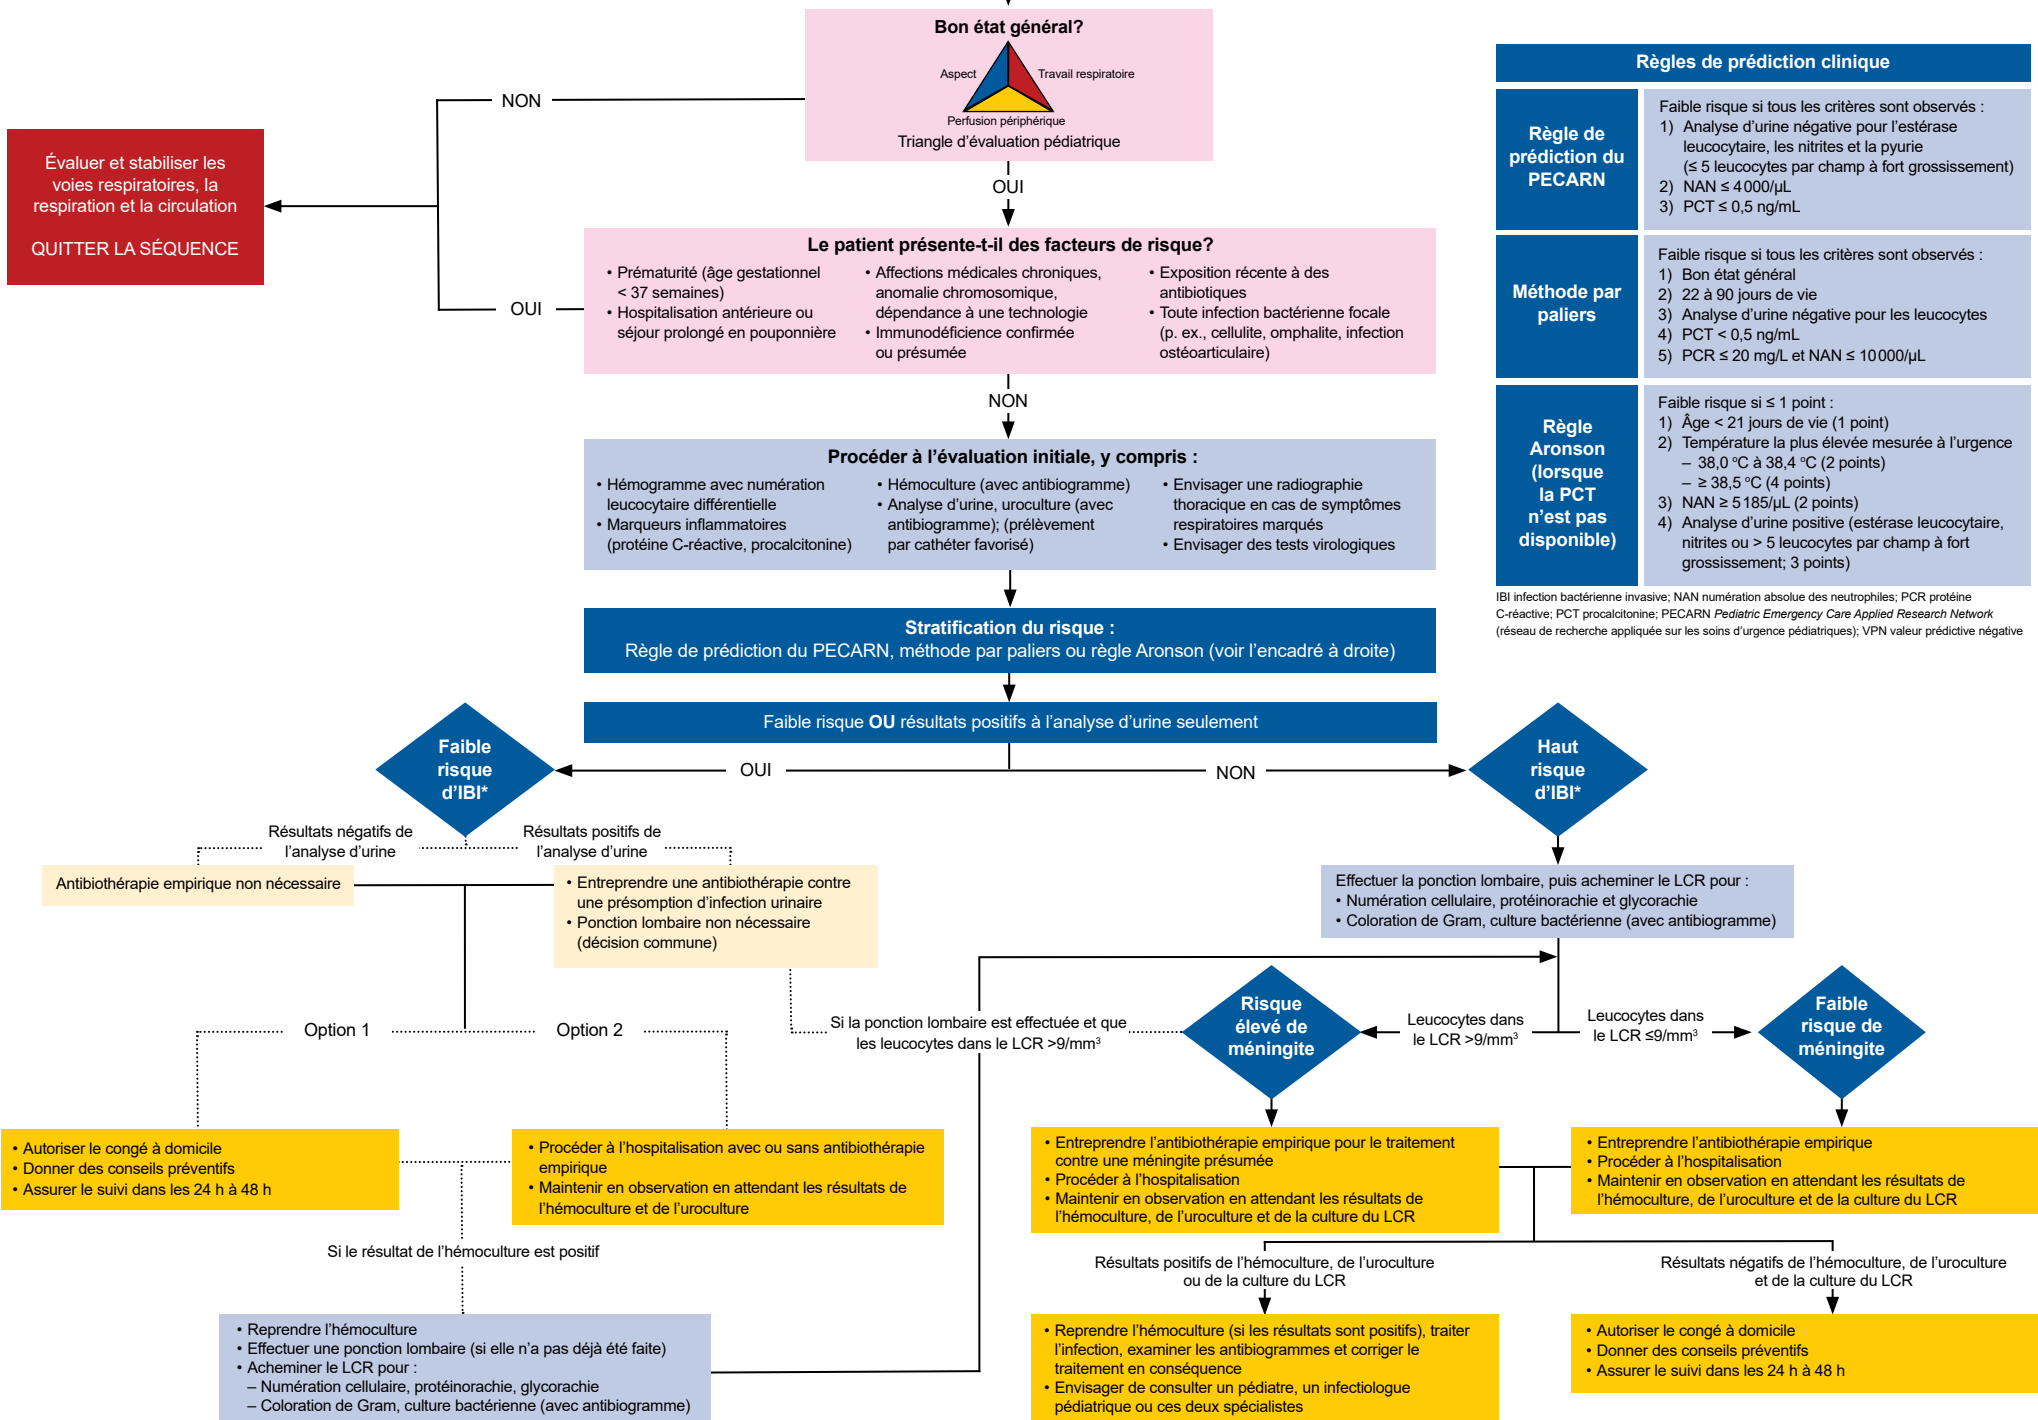 Bon état général?
Aspect
Travail respiratoire
Perfusion périphérique
Triangle d’évaluation pédiatrique
NON
OUI
Évaluer et stabiliser les
voies respiratoires, la
respiration et la circulation
QUITTER LA SÉQUENCE
Le patient présente-t-il des facteurs de risque?
• Prématurité (âge gestationnel
< 37 semaines)
• Hospitalisation antérieure ou
séjour prolongé en pouponnière
• Affections médicales chroniques,
anomalie chromosomique,
dépendance à une technologie
• Immunodéficience confirmée
ou présumée
• Exposition récente à des
antibiotiques
• Toute infection bactérienne focale
(p. ex., cellulite, omphalite, infection
ostéoarticulaire)
OUI
NON
Procéder à l’évaluation initiale, y compris :
• Hémogramme avec numération
leucocytaire différentielle
• Marqueurs inflammatoires
(protéine C-réactive, procalcitonine)
• Hémoculture (avec antibiogramme)
• Analyse d’urine, uroculture (avec
antibiogramme); (prélèvement
par cathéter favorisé)
• Envisager une radiographie
thoracique en cas de symptômes
respiratoires marqués
• Envisager des tests virologiques
Stratification du risque :
Règle de prédiction du PECARN, méthode par paliers ou règle Aronson (voir l’encadré à droite)
Faible risque OU résultats positifs à l’analyse d’urine seulement
Règles de prédiction clinique
Règle de
prédiction du
PECARN
Faible risque si tous les critères sont observés :
1) Analyse d’urine négative pour l’estérase
leucocytaire, les nitrites et la pyurie
(≤ 5 leucocytes par champ à fort grossissement)
2) NAN ≤ 4 000/µL
3) PCT ≤ 0,5 ng/mL
Méthode par
paliers
Faible risque si tous les critères sont observés :
1) Bon état général
2) 22 à 90 jours de vie
3) Analyse d’urine négative pour les leucocytes
4) PCT < 0,5 ng/mL
5) PCR ≤ 20 mg/L et NAN ≤ 10 000/µL
Règle
Aronson
(lorsque
la PCT
n’est pas
disponible)
Faible risque si ≤ 1 point :
1) Âge < 21 jours de vie (1 point)
2) Température la plus élevée mesurée à l’urgence
– 38,0 °C à 38,4 °C (2 points)
– ≥ 38,5 °C (4 points)
3) NAN ≥ 5 185/µL (2 points)
4) Analyse d’urine positive (estérase leucocytaire,
nitrites ou > 5 leucocytes par champ à fort
grossissement; 3 points)
IBI infection bactérienne invasive; NAN numération absolue des neutrophiles; PCR protéine
C-réactive; PCT procalcitonine; PECARN Pediatric Emergency Care Applied Research Network
(réseau de recherche appliquée sur les soins d’urgence pédiatriques); VPN valeur prédictive négative
Faible
risque
d’IBI*
OUI
NON
Haut
risque
d’IBI*
Résultats négatifs de
l’analyse d’urine
Résultats positifs de
l’analyse d’urine
Antibiothérapie empirique non nécessaire
• Entreprendre une antibiothérapie contre
une présomption d’infection urinaire
• Ponction lombaire non nécessaire
(décision commune)
Effectuer la ponction lombaire, puis acheminer le LCR pour :
• Numération cellulaire, protéinorachie et glycorachie
• Coloration de Gram, culture bactérienne (avec antibiogramme)
Option 1
Option 2
Si la ponction lombaire est effectuée et que
les leucocytes dans le LCR >9/mm³
Risque
élevé de
méningite
Leucocytes dans
le LCR >9/mm³
Leucocytes dans
le LCR ≤9/mm³
Faible
risque de
méningite
• Autoriser le congé à domicile
• Donner des conseils préventifs
• Assurer le suivi dans les 24 h à 48 h
• Procéder à l’hospitalisation avec ou sans antibiothérapie
empirique
• Maintenir en observation en attendant les résultats de
l’hémoculture et de l’uroculture
• Entreprendre l’antibiothérapie empirique pour le traitement
contre une méningite présumée
• Procéder à l’hospitalisation
• Maintenir en observation en attendant les résultats de
l’hémoculture, de l’uroculture et de la culture du LCR
• Entreprendre l’antibiothérapie empirique
• Procéder à l’hospitalisation
• Maintenir en observation en attendant les résultats de
l’hémoculture, de l’uroculture et de la culture du LCR
Si le résultat de l’hémoculture est positif
Résultats positifs de l’hémoculture, de l’uroculture
ou de la culture du LCR
Résultats négatifs de l’hémoculture, de l’uroculture
et de la culture du LCR
• Reprendre l’hémoculture
• Effectuer une ponction lombaire (si elle n’a pas déjà été faite)
• Acheminer le LCR pour :
– Numération cellulaire, protéinorachie, glycorachie
– Coloration de Gram, culture bactérienne (avec antibiogramme)
• Reprendre l’hémoculture (si les résultats sont positifs), traiter
l’infection, examiner les antibiogrammes et corriger le
traitement en conséquence
• Envisager de consulter un pédiatre, un infectiologue
pédiatrique ou ces deux spécialistes
• Autoriser le congé à domicile
• Donner des conseils préventifs
• Assurer le suivi dans les 24 h à 48 h